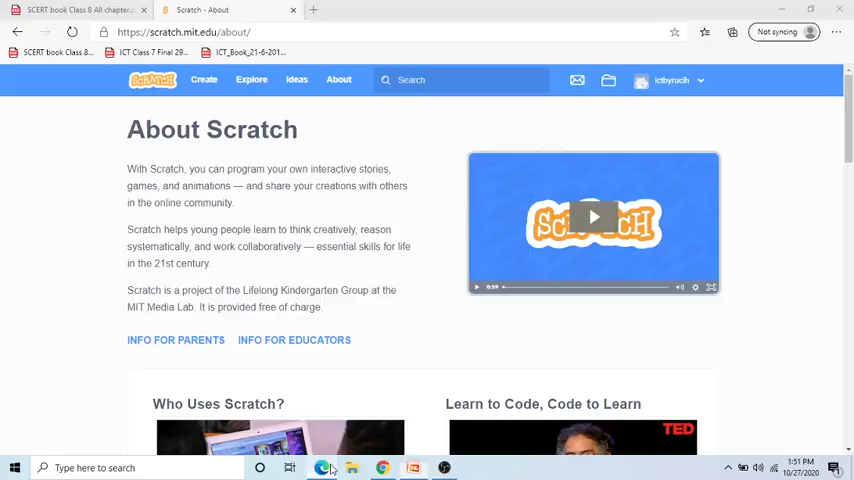 SCERT book Class 8 All chapter.p
Scratch - About
https://scratch.mit.edu/about/
Not syncing
SCERT book Class 8...
ICT Class 7 Final 29...
ICT_Book_21-6-201...
SCRATCH
Create
Explore
Ideas
About
Search
ictbyrucih
About Scratch
With Scratch, you can program your own interactive stories,
games, and animations — and share your creations with others
in the online community.
SCRATCH
Scratch helps young people learn to think creatively, reason
systematically, and work collaboratively — essential skills for life
in the 21st century.
0:59
Scratch is a project of the Lifelong Kindergarten Group at the
MIT Media Lab. It is provided free of charge.
INFO FOR PARENTS
INFO FOR EDUCATORS
Who Uses Scratch?
Learn to Code, Code to Learn
TED
Type here to search
1:51 PM
10/27/2020